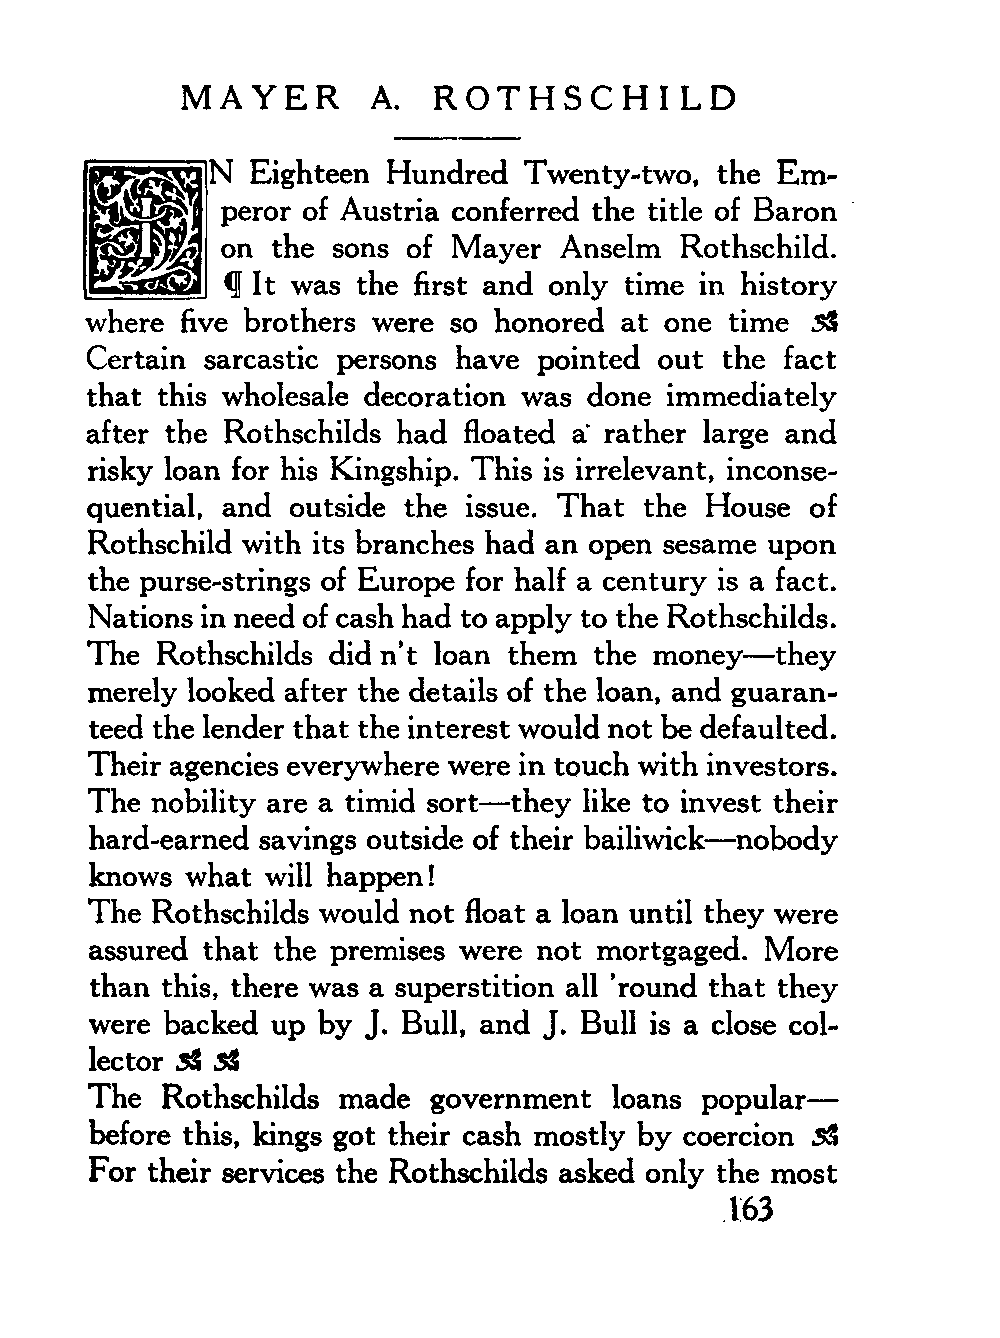 MAYER A. ROTHSCHILD
IN Eighteen Hundred Twenty-two, the Em-
peror of Austria conferred the title of Baron
on the sons of Mayer Anselm Rothschild.
¶ It was the first and only time in history
where five brothers were so honored at one time
Certain sarcastic persons have pointed out the fact
that this wholesale decoration was done immediately
after the Rothschilds had floated a rather large and
risky loan for his Kingship. This is irrelevant, inconse-
quential, and outside the issue. That the House of
Rothschild with its branches had an open sesame upon
the purse-strings of Europe for half a century is a fact.
Nations in need of cash had to apply to the Rothschilds.
The Rothschilds did n't loan them the money—they
merely looked after the details of the loan, and guaran-
teed the lender that the interest would not be defaulted.
Their agencies everywhere were in touch with investors.
The nobility are a timid sort—they like to invest their
hard-earned savings outside of their bailiwick—nobody
knows what will happen!
The Rothschilds would not float a loan until they were
assured that the premises were not mortgaged. More
than this, there was a superstition all 'round that they
were backed up by J. Bull, and J. Bull is a close col-
lector
The Rothschilds made government loans popular—
before this, kings got their cash mostly by coercion
For their services the Rothschilds asked only the most
163